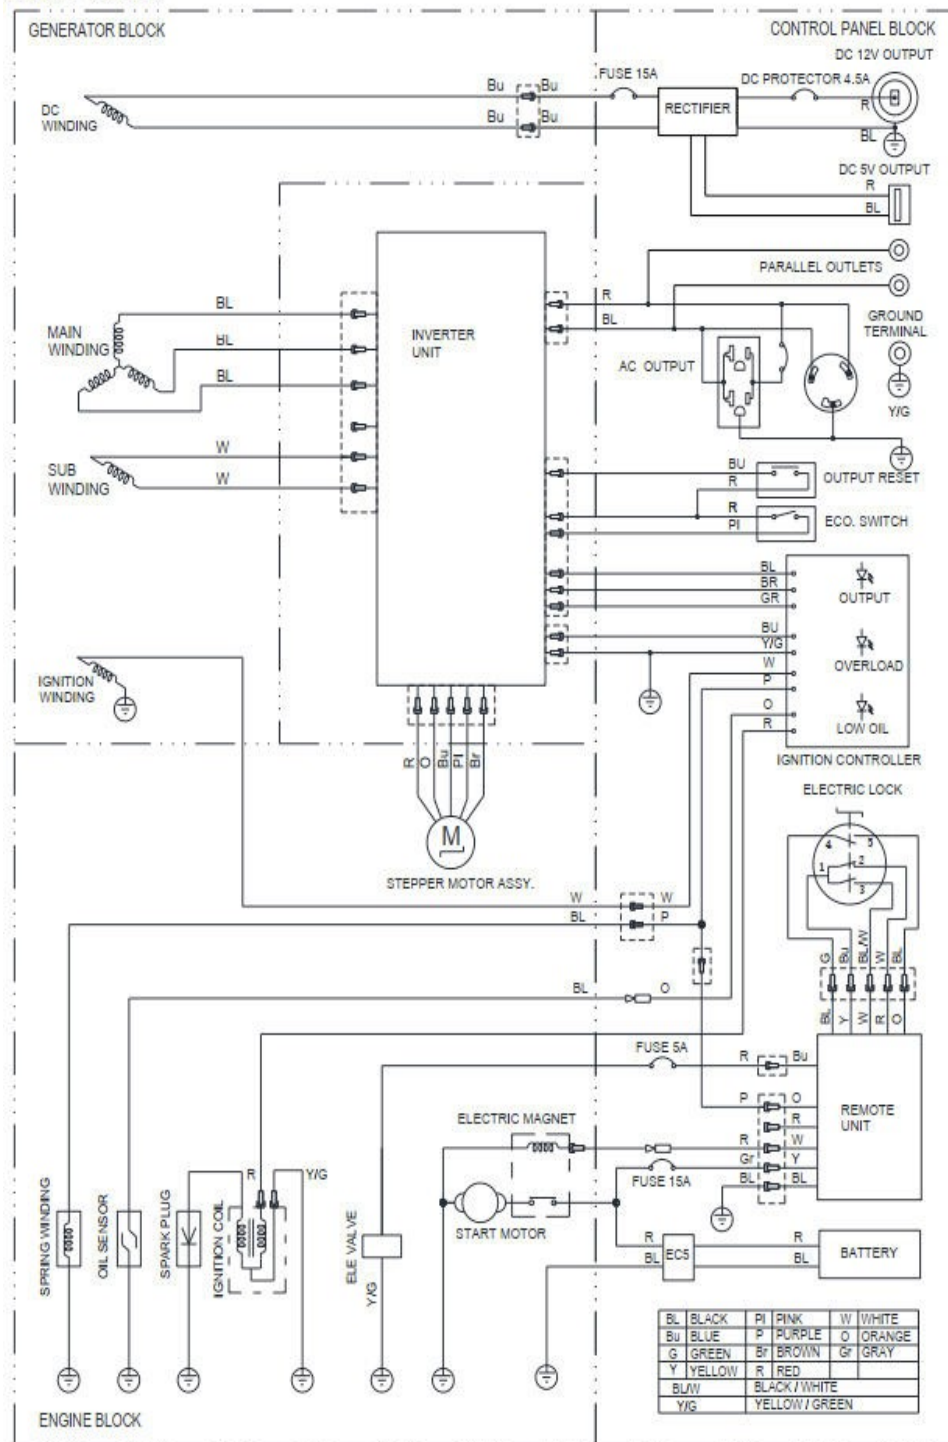 GENERATOR BLOCK
CONTROL PANEL BLOCK
DC 12V OUTPUT
FUSE 15A
DC PROTECTOR 4.5A
Bu
Bu
R
DC
WINDING
RECTIFIER
Bu
Bu
BL
DC 5V OUTPUT
R
BL
PARALLEL OUTLETS
R
BL
BL
MAIN
WINDING
BL
BL
INVERTER
UNIT
GROUND
TERMINAL
AC OUTPUT
Y/G
SUB
WINDING
W
W
BU
R
OUTPUT RESET
R
PI
ECO. SWITCH
BL
BR
GR
OUTPUT
BU
Y/G
W
P
OVERLOAD
O
R
LOW OIL
IGNITION
WINDING
IGNITION CONTROLLER
R
O
Bu
PI
Br
M
STEPPER MOTOR ASSY.
ELECTRIC LOCK
4
5
1
2
3
W
W
BL
P
G
Bu
BL/W
W
BL
BL
O
BL
Y
W
R
O
FUSE 5A
R
Bu
P
O
R
REMOTE
UNIT
ELECTRIC MAGNET
R
W
Gr
Y
FUSE 15A
BL
BL
START MOTOR
R
Y/G
SPRING WINDING
OIL SENSOR
SPARK PLUG
IGNITION COIL
ELE VALVE
Y/G
R
BL
EC5
R
BL
BATTERY
BL BLACK PI PINK W WHITE
Bu BLUE P PURPLE O ORANGE
G GREEN Br BROWN Gr GRAY
Y YELLOW R RED
BL/W BLACK / WHITE
Y/G YELLOW / GREEN
ENGINE BLOCK